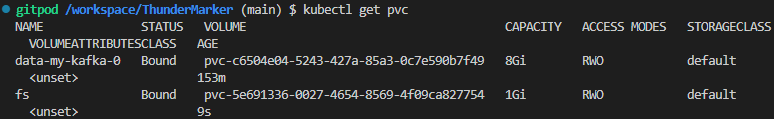 gitpod /workspace/ThunderMarker (main) $ kubectl get pvc
NAME STATUS VOLUME CAPACITY ACCESS MODES STORAGECLASS
VOLUMEATTRIBUTESCLASS AGE
data-my-kafka-0 Bound pvc-c6504e04-5243-427a-85a3-0c7e590b7f49 8Gi RWO default
<unset> 153m
fs Bound pvc-5e691336-0027-4654-8569-4f09ca827754 1Gi RWO default
<unset> 9s